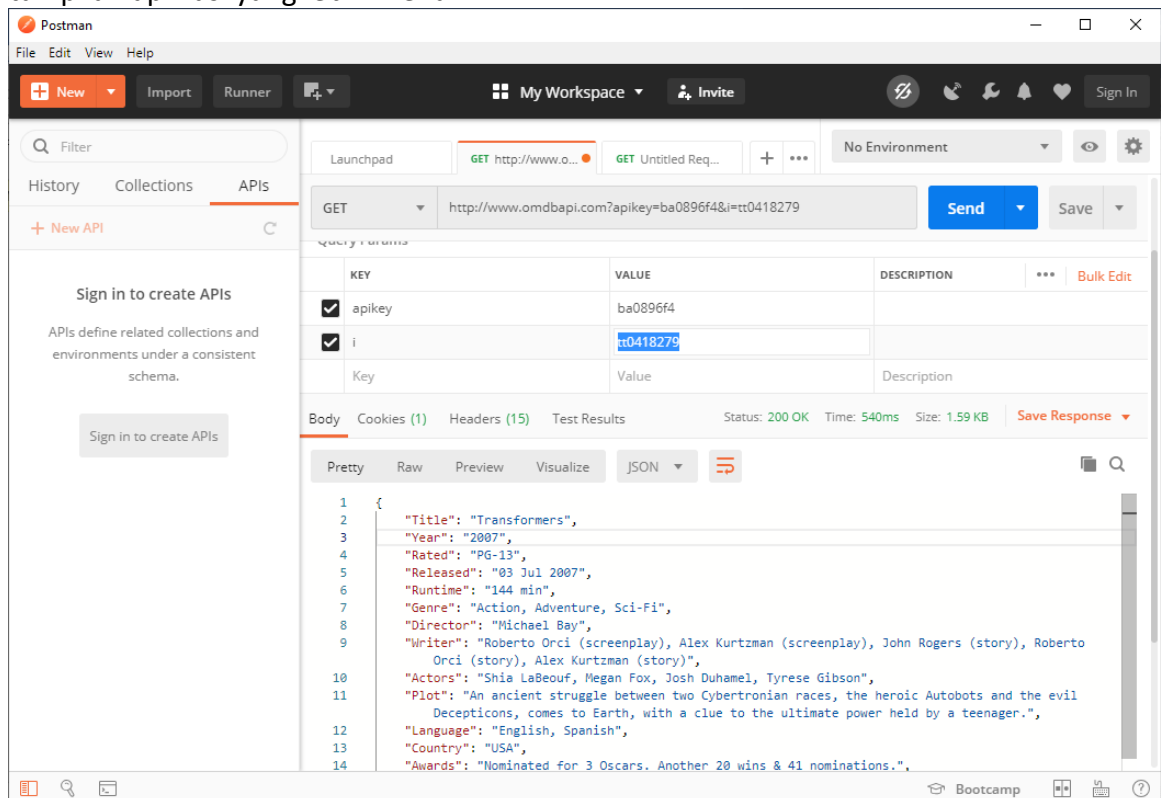 Postman
File Edit View Help
New Import Runner My Workspace Invite Sign In
Filter
History Collections APIs
+ New API
Sign in to create APIs
APIs define related collections and
environments under a consistent
schema.
Sign in to create APIs
Launchpad GET http://www.o... GET Untitled Req... + ••• No Environment
GET http://www.omdbapi.com?apikey=ba0896f4&i=tt0418279 Send Save
Query Params
KEY VALUE DESCRIPTION ••• Bulk Edit
apikey ba0896f4
i tt0418279
Key Value Description
Body Cookies (1) Headers (15) Test Results Status: 200 OK Time: 540ms Size: 1.59 KB Save Response
Pretty Raw Preview Visualize JSON
1 {
2 "Title": "Transformers",
3 "Year": "2007",
4 "Rated": "PG-13",
5 "Released": "03 Jul 2007",
6 "Runtime": "144 min",
7 "Genre": "Action, Adventure, Sci-Fi",
8 "Director": "Michael Bay",
9 "Writer": "Roberto Orci (screenplay), Alex Kurtzman (screenplay), John Rogers (story), Roberto
Orci (story), Alex Kurtzman (story)",
10 "Actors": "Shia LaBeouf, Megan Fox, Josh Duhamel, Tyrese Gibson",
11 "Plot": "An ancient struggle between two Cybertronian races, the heroic Autobots and the evil
Decepticons, comes to Earth, with a clue to the ultimate power held by a teenager.",
12 "Language": "English, Spanish",
13 "Country": "USA",
14 "Awards": "Nominated for 3 Oscars. Another 20 wins & 41 nominations.",
Bootcamp